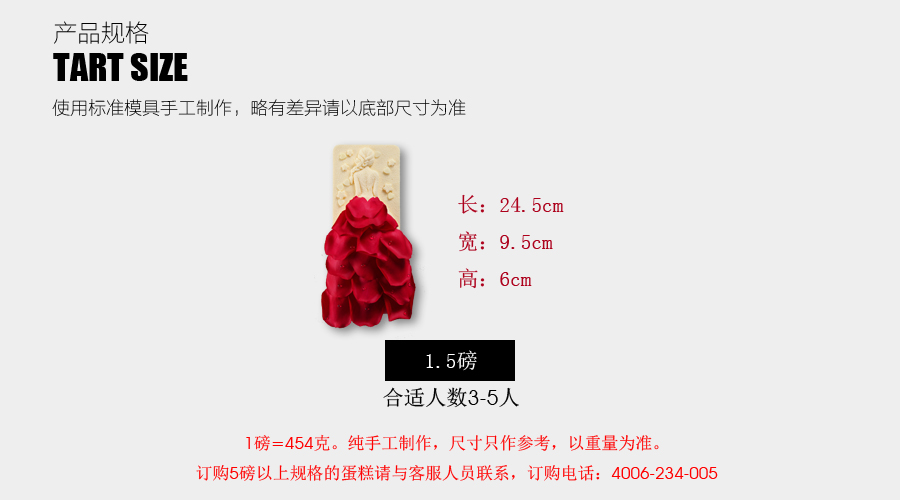 产品规格
TART SIZE
使用标准模具手工制作，略有差异请以底部尺寸为准
长：24.5cm
宽：9.5cm
高：6cm
1.5磅
合适人数3-5人
1磅=454克。纯手工制作，尺寸只作参考，以重量为准。
订购5磅以上规格的蛋糕请与客服人员联系，订购电话：4006-234-005